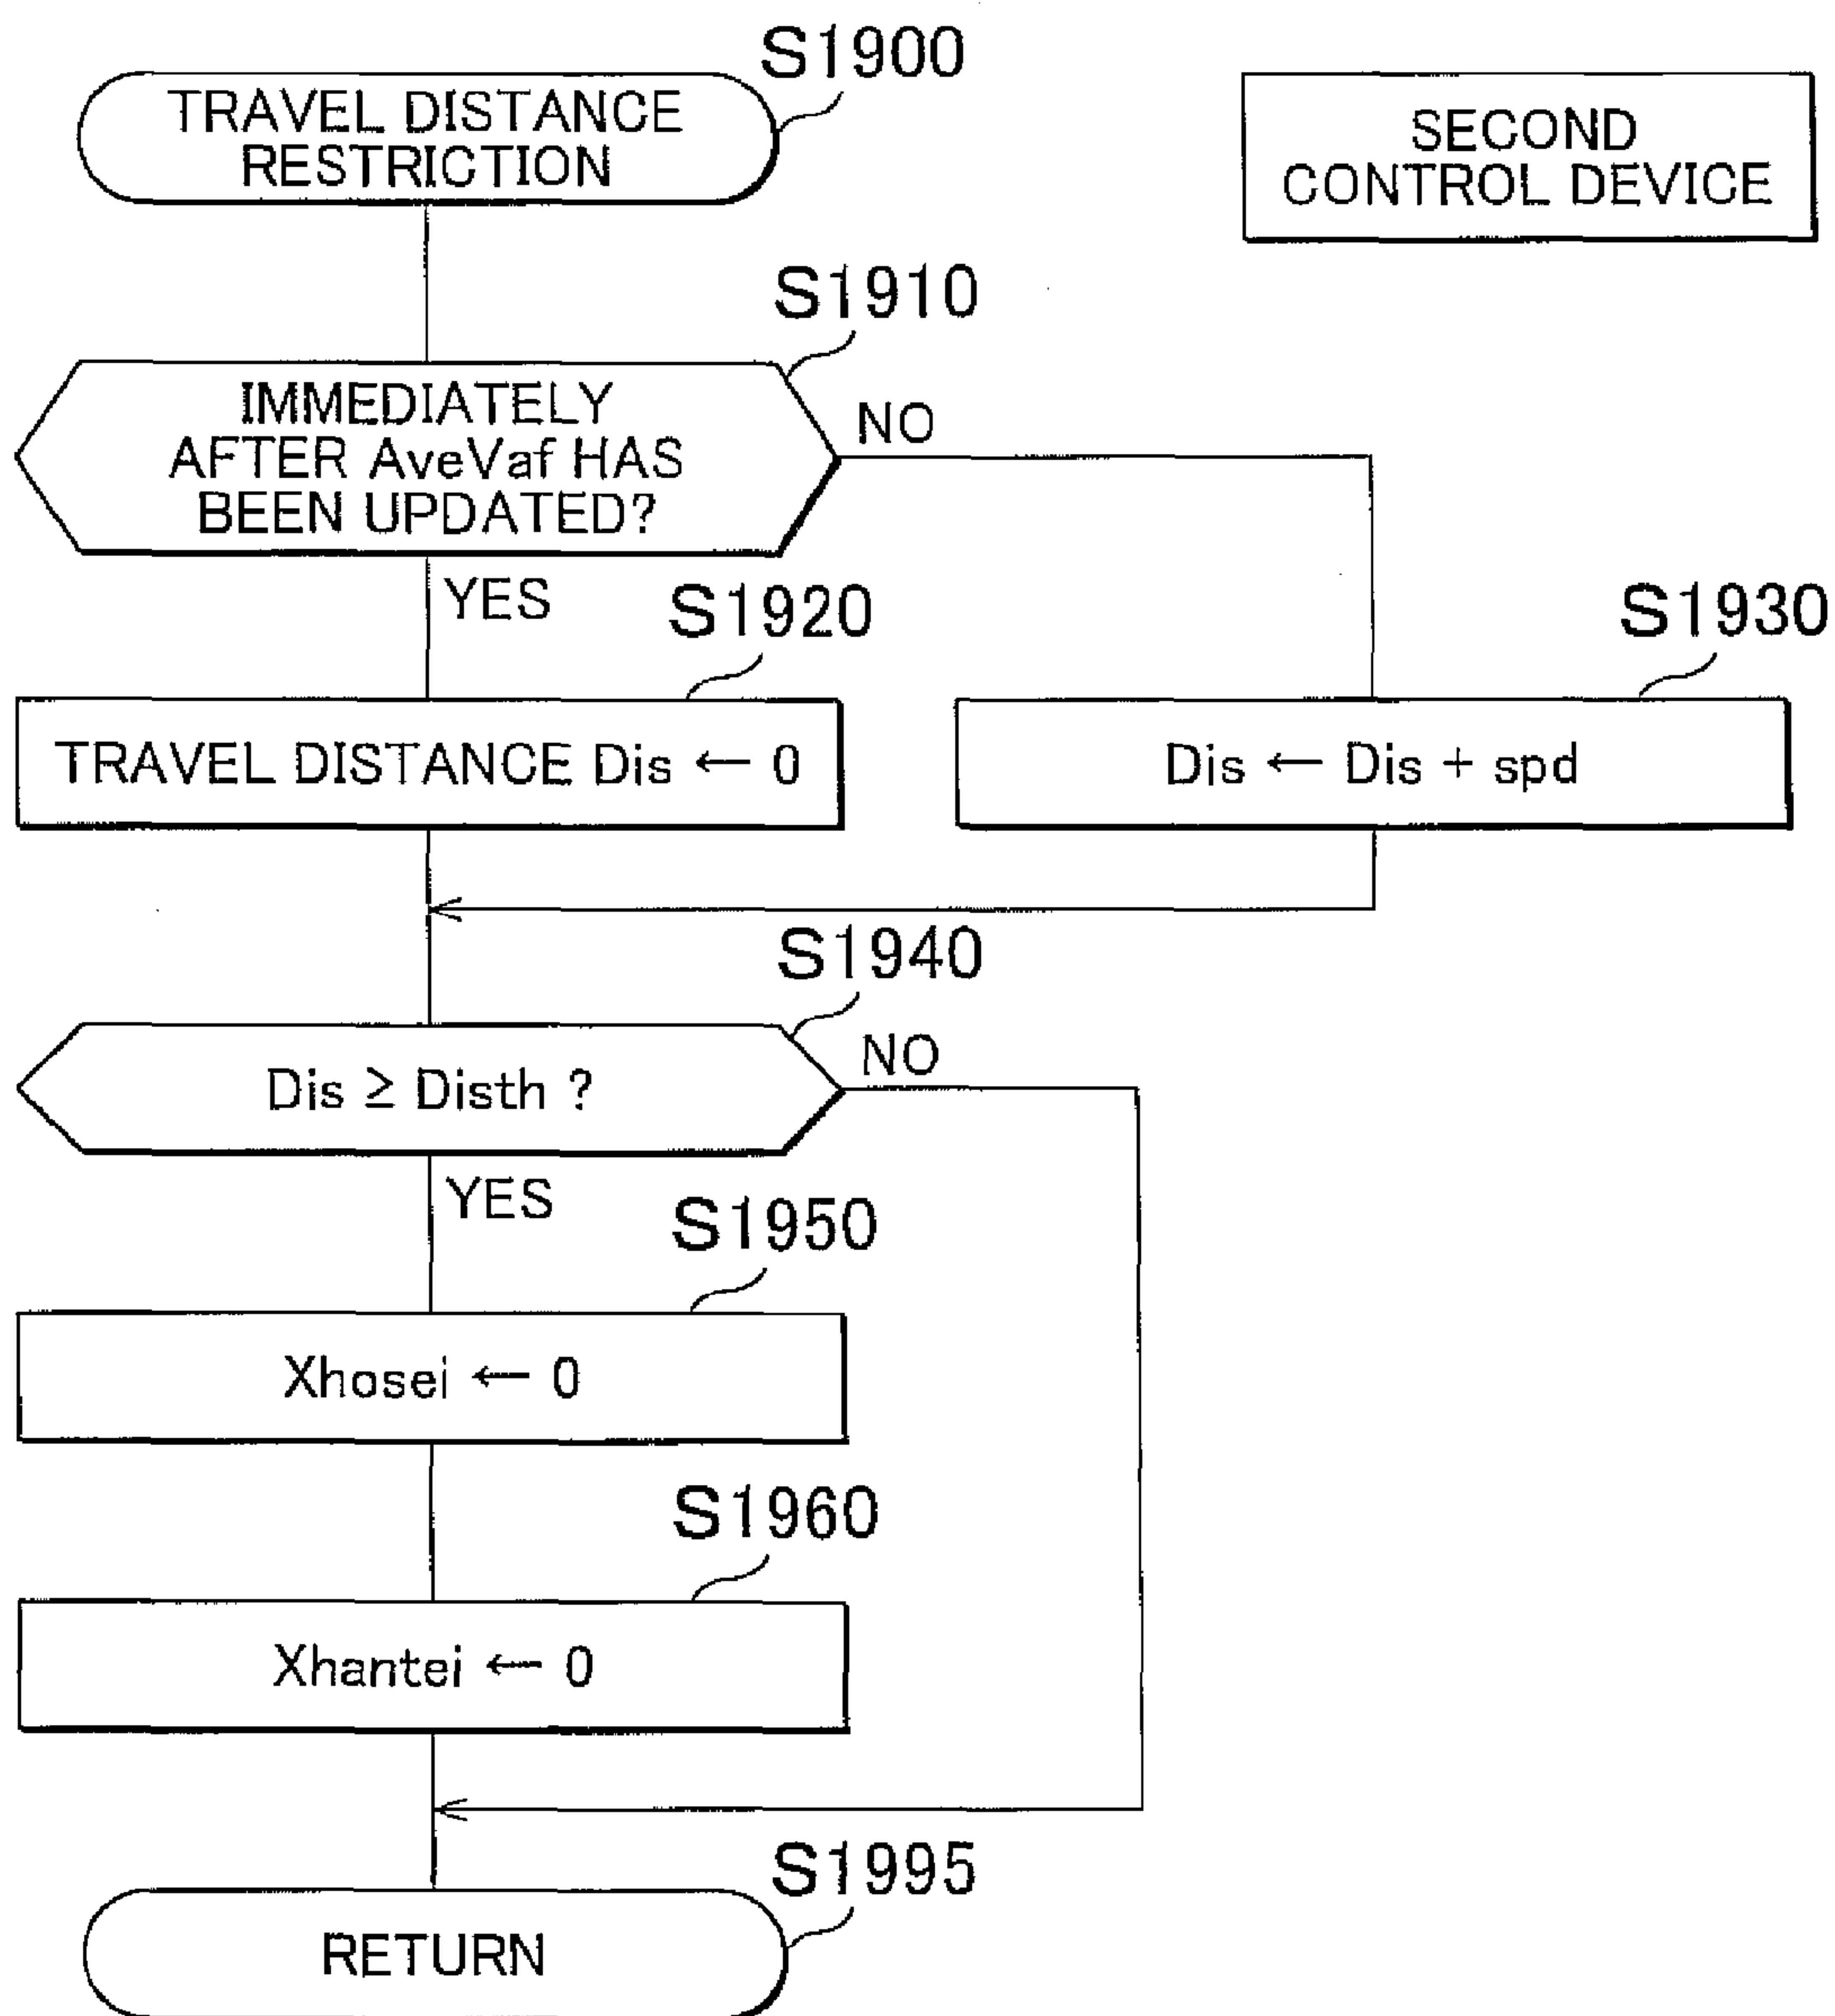 S1900
TRAVEL DISTANCE
RESTRICTION
SECOND
CONTROL DEVICE
S1910
IMMEDIATELY
AFTER AveVaf HAS
BEEN UPDATED?
NO
YES
S1920
S1930
TRAVEL DISTANCE Dis ← 0
Dis ← Dis + spd
S1940
Dis ≥ Disth ?
NO
YES
S1950
Xhosei ← 0
S1960
Xhantei ← 0
S1995
RETURN